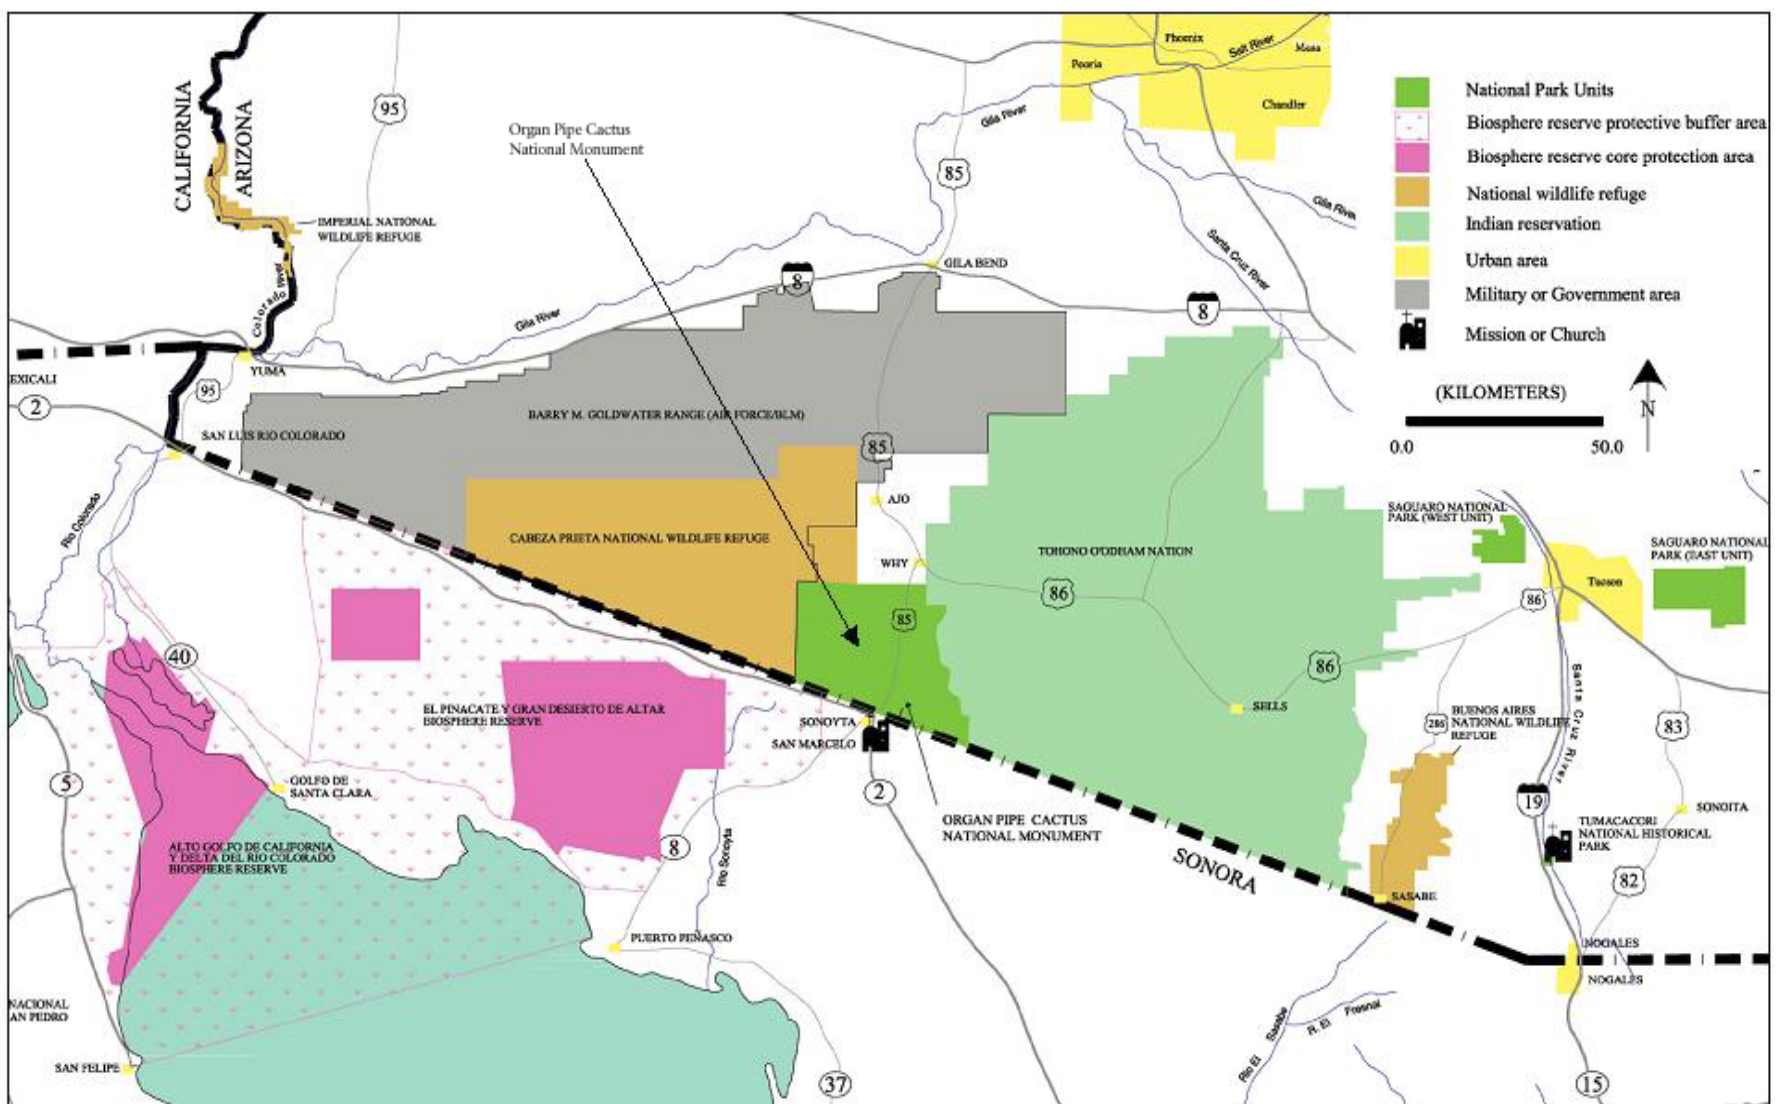 CALIFORNIA
ARIZONA
95
Organ Pipe Cactus
National Monument
Phoenix
Salt River
Mesa
Peoria
Chandler
Gila River
85
Gila River
Santa Cruz River
IMPERIAL NATIONAL
WILDLIFE REFUGE
Colorado River
GILA BEND
8
8
Gila River
YUMA
EXICALI
95
2
SAN LUIS RIO COLORADO
BARRY M. GOLDWATER RANGE (AIR FORCE/BLM)
85
AJO
Rio Colorado
CABEZA PRIETA NATIONAL WILDLIFE REFUGE
WHY
TOHONO O'ODHAM NATION
86
85
86
86
SELLS
National Park Units
Biosphere reserve protective buffer area
Biosphere reserve core protection area
National wildlife refuge
Indian reservation
Urban area
Military or Government area
Mission or Church
(KILOMETERS)
N
0.0
50.0
SAGUARO NATIONAL
PARK (WEST UNIT)
SAGUARO NATIONAL
PARK (EAST UNIT)
Tucson
40
EL PINACATE Y GRAN DESIERTO DE ALTAR
BIOSPHERE RESERVE
SONOYTA
SAN MARCELO
286
BUENOS AIRES
NATIONAL WILDLIFE
REFUGE
Santa Cruz River
83
5
GOLFO DE
SANTA CLARA
2
19
SONOITA
ORGAN PIPE CACTUS
NATIONAL MONUMENT
TUMACACORI
NATIONAL HISTORICAL
PARK
ALTO GOLFO DE CALIFORNIA
Y DELTA DEL RIO COLORADO
BIOSPHERE RESERVE
8
Rio Sonoyta
SONORA
82
SASABE
PUERTO PEÑASCO
NOGALES
NOGALES
NACIONAL
AN PEDRO
Rio El Sasabe
R. El Fresnal
SAN FELIPE
37
15